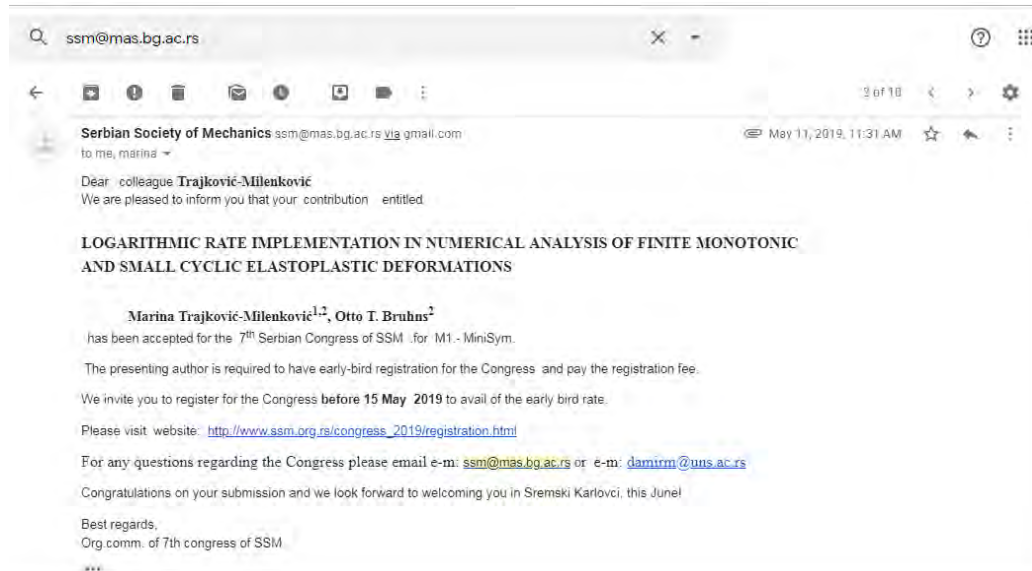 ssm@mas.bg.ac.rs
2 of 18
Serbian Society of Mechanics ssm@mas.bg.ac.rs via gmail.com
May 11, 2019, 11:31 AM
to me, marina
Dear colleague Trajković-Milenković
We are pleased to inform you that your contribution entitled
LOGARITHMIC RATE IMPLEMENTATION IN NUMERICAL ANALYSIS OF FINITE MONOTONIC
AND SMALL CYCLIC ELASTOPLASTIC DEFORMATIONS
Marina Trajković-Milenković1,2, Otto T. Bruhns2
has been accepted for the 7th Serbian Congress of SSM .for M1.- MiniSym.
The presenting author is required to have early-bird registration for the Congress and pay the registration fee.
We invite you to register for the Congress before 15 May 2019 to avail of the early bird rate.
Please visit website: http://www.ssm.org.rs/congress_2019/registration.html
For any questions regarding the Congress please email e-m: ssm@mas.bg.ac.rs or e-m: damirm@uns.ac.rs
Congratulations on your submission and we look forward to welcoming you in Sremski Karlovci, this June!
Best regards,
Org.comm. of 7th congress of SSM